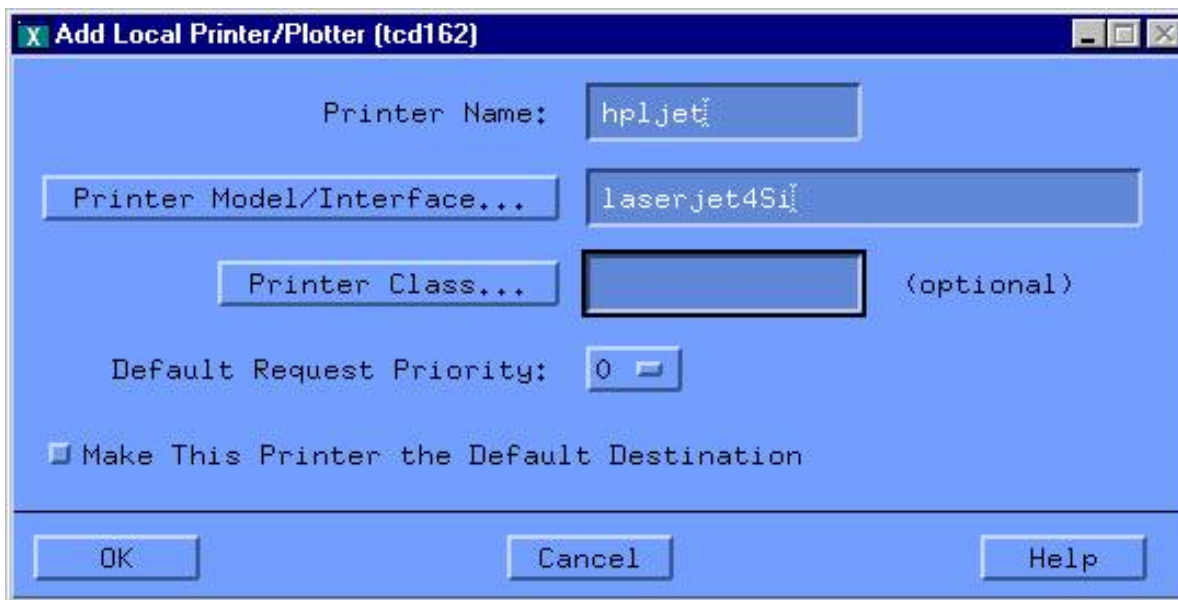 X Add Local Printer/Plotter (tcd162)
Printer Name: hpljet
Printer Model/Interface... laserjet4Si
Printer Class... (optional)
Default Request Priority: 0
Make This Printer the Default Destination
OK Cancel Help